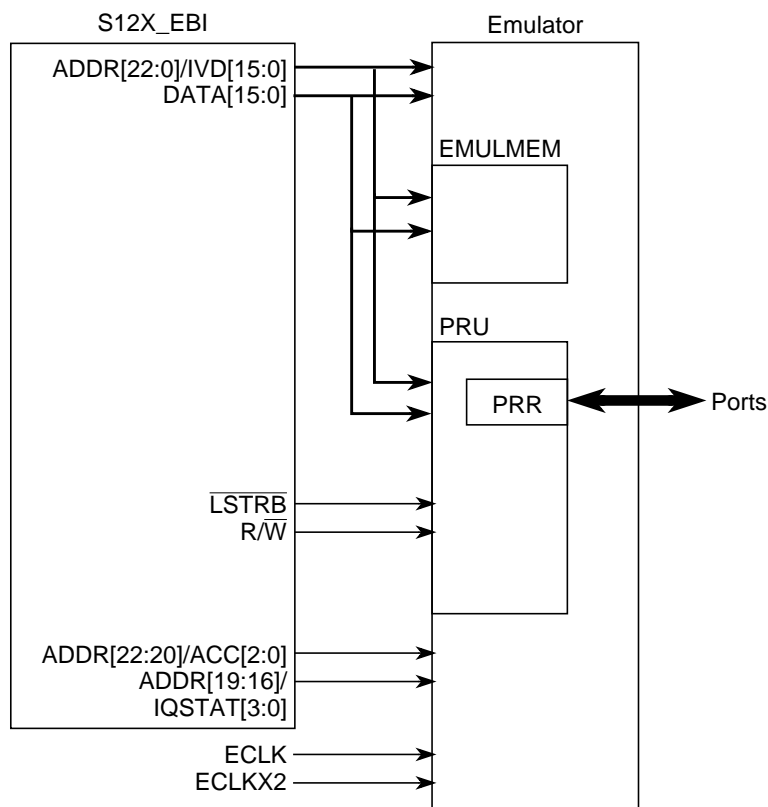 S12X_EBI
Emulator
ADDR[22:0]/IVD[15:0]
DATA[15:0]
EMULMEM
PRU
PRR
Ports
LSTRB
R/W
ADDR[22:20]/ACC[2:0]
ADDR[19:16]/
IQSTAT[3:0]
ECLK
ECLKX2